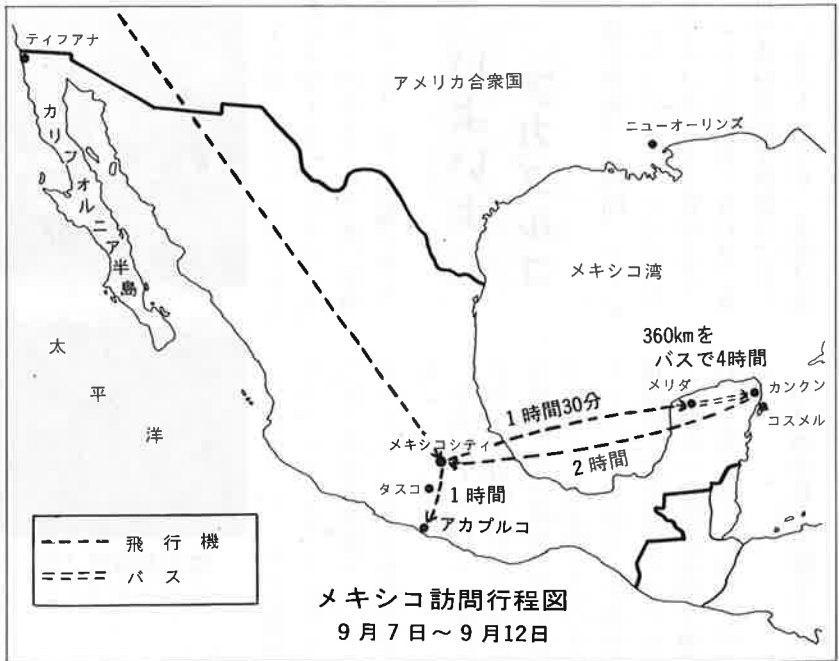 ティファナ
アメリカ合衆国
ニューオーリンズ
カリフォルニア半島
メキシコ湾
太平洋
360kmを
バスで4時間
メリダ
カンクン
コスメル
1時間30分
メキシコシティ
2時間
タスコ
1時間
アカプルコ
飛行機
バス
メキシコ訪問行程図
9月7日~9月12日